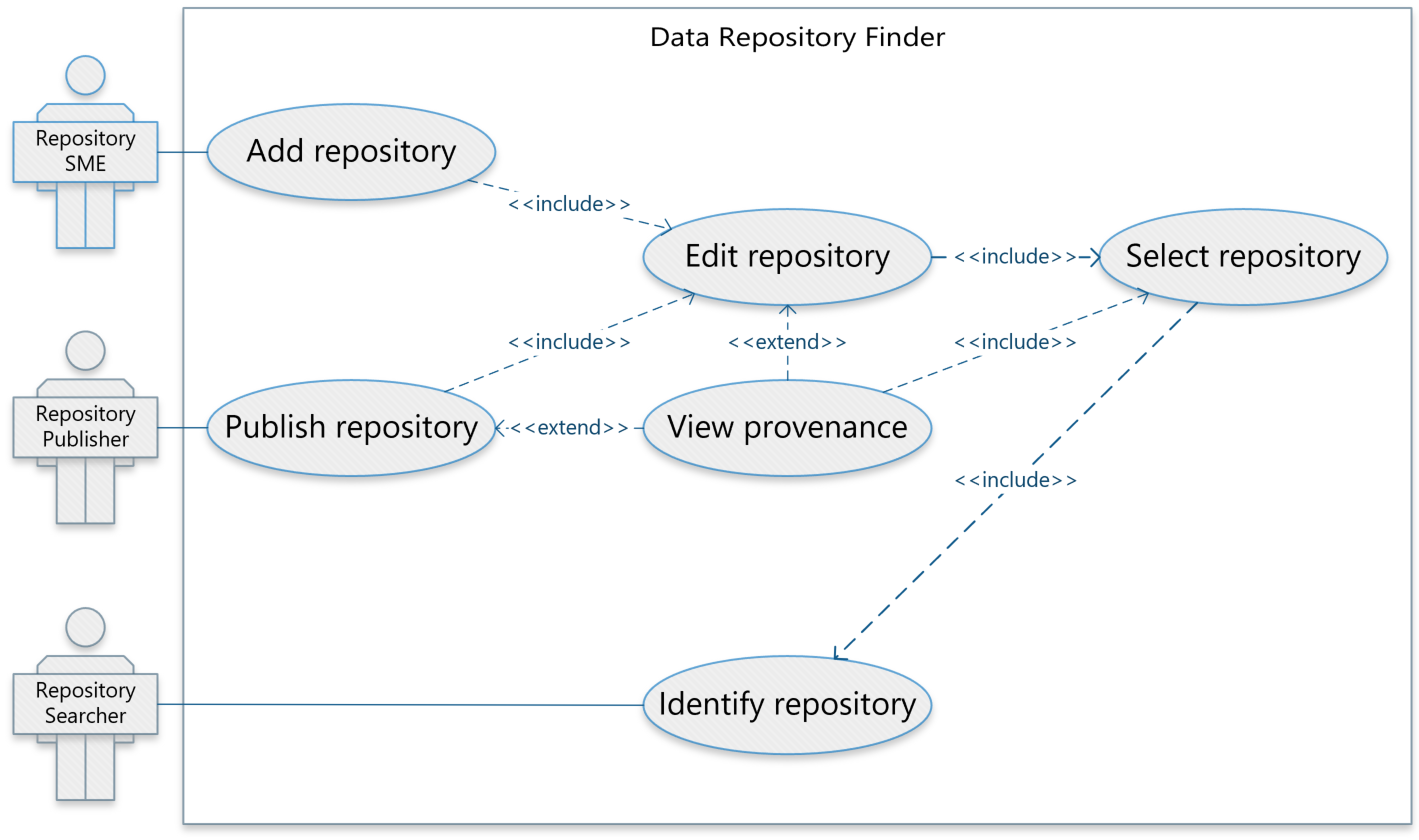 Data Repository Finder
Repository
SME
Add repository
<<include>>
Edit repository
<<include>>
Select repository
<<include>>
<<extend>>
<<include>>
Repository
Publisher
Publish repository
<<extend>>
View provenance
<<include>>
Repository
Searcher
Identify repository